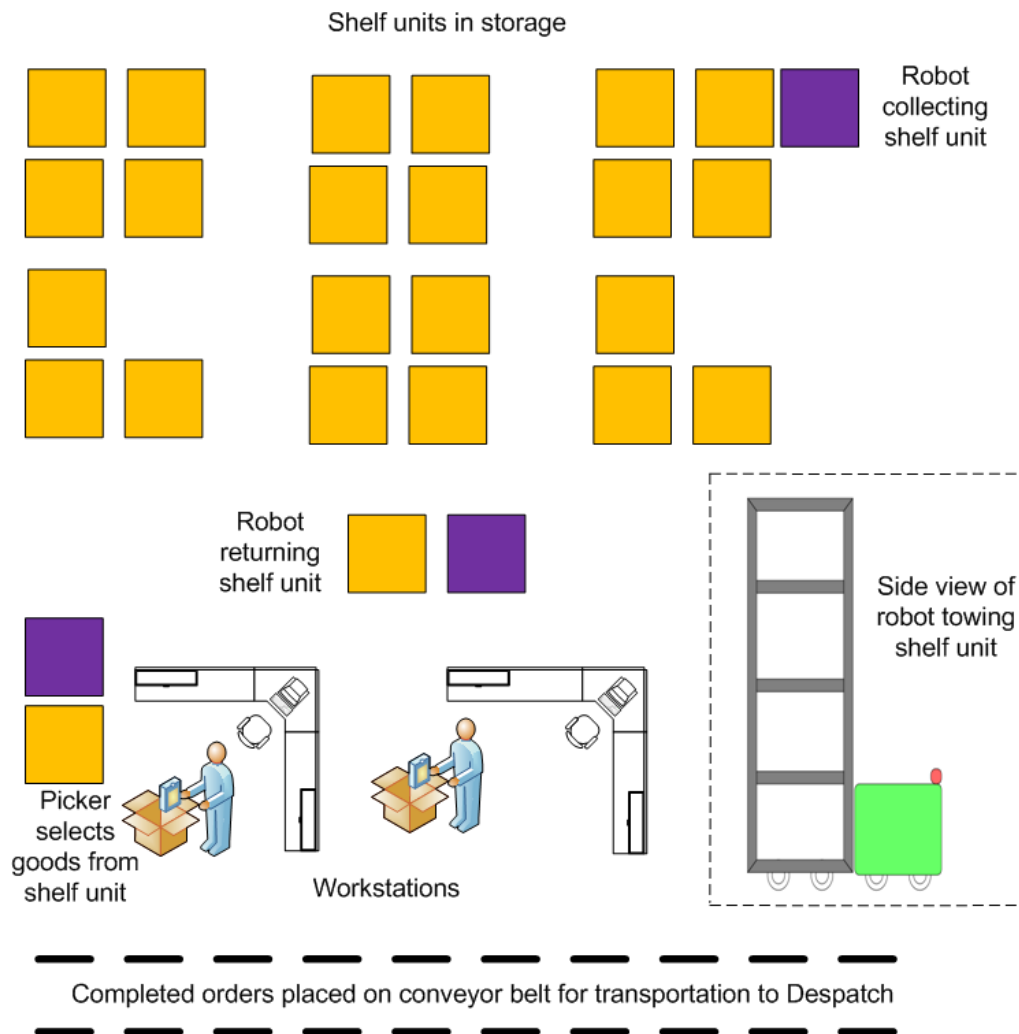 Shelf units in storage
Robot
collecting
shelf unit
Robot
returning
shelf unit
Side view of
robot towing
shelf unit
Picker
selects
goods from
shelf unit
Workstations
Completed orders placed on conveyor belt for transportation to Despatch